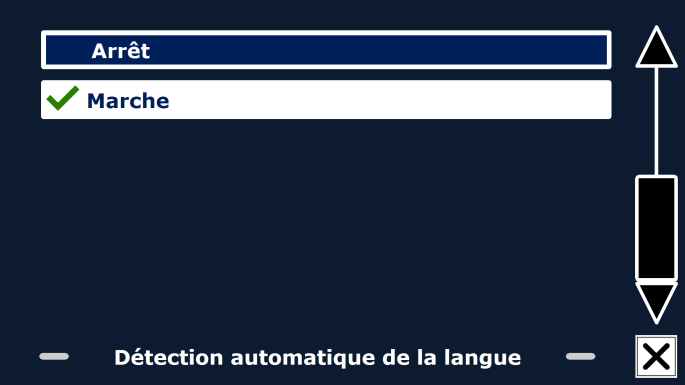 Arrêt
Marche
Détection automatique de la langue